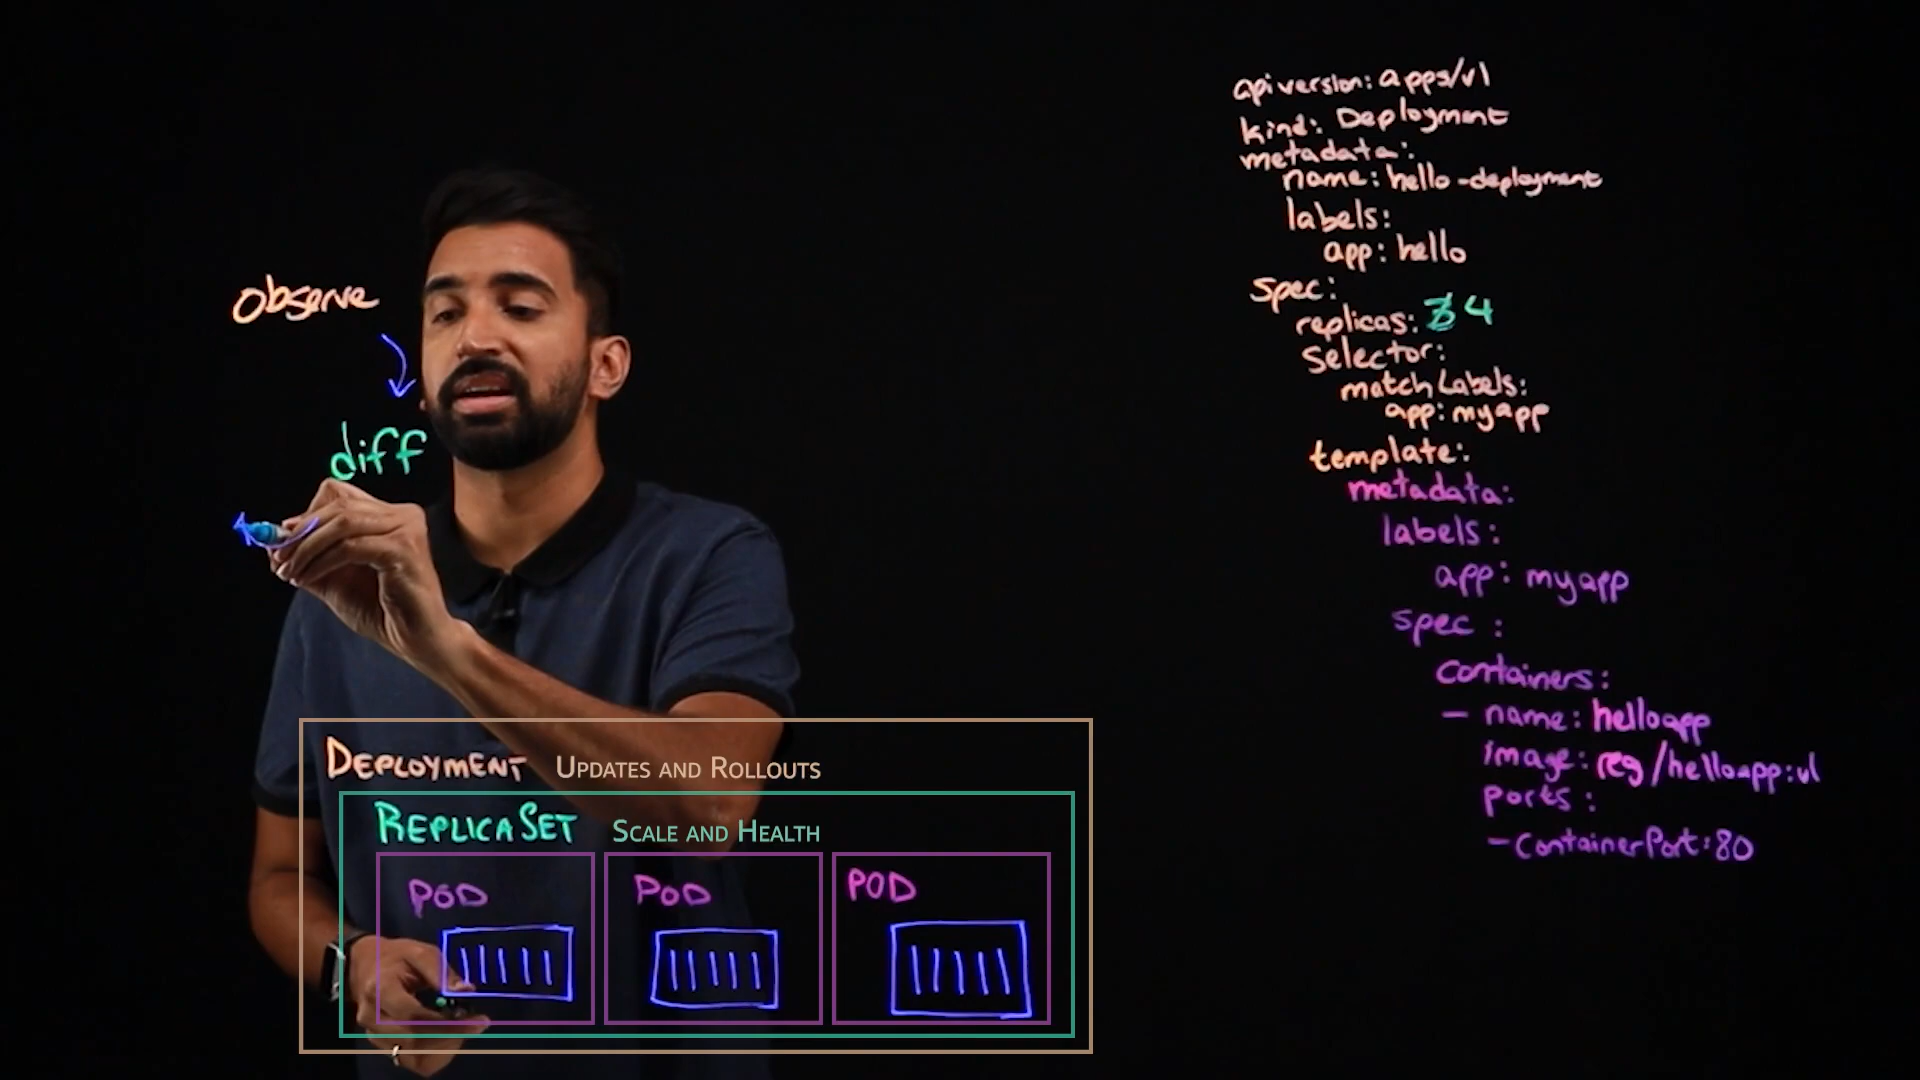 Observe
diff
apiversion: apps/v1
kind: Deployment
metadata:
name: hello-deployment
labels:
app: hello
spec:
replicas: 3 4
Selector:
matchLabels:
app: myapp
template:
metadata:
labels:
app: myapp
spec:
containers:
- name: helloapp
image: reg/helloapp:v1
ports:
- ContainerPort: 80
DEPLOYMENT UPDATES AND ROLLOUTS
REPLICASET SCALE AND HEALTH
POD POD POD